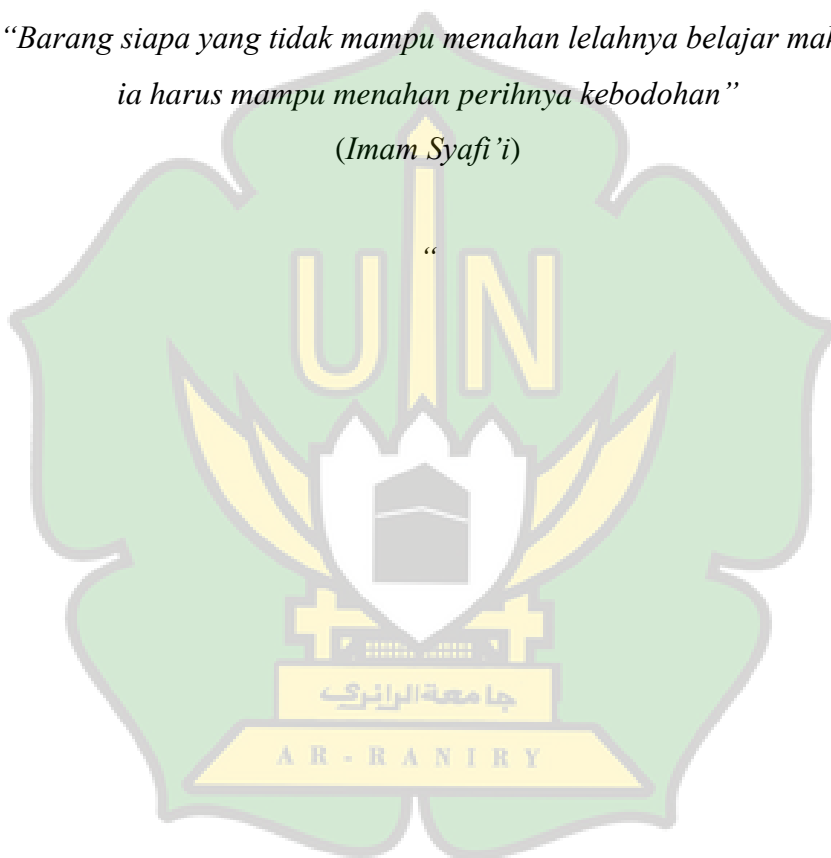 “Barang siapa yang tidak mampu menahan lelahnya belajar mak
ia harus mampu menahan perihnya kebodohan”
(Imam Syafi’i)
“
U I N
جامعة الرانري
AR-RANIRY